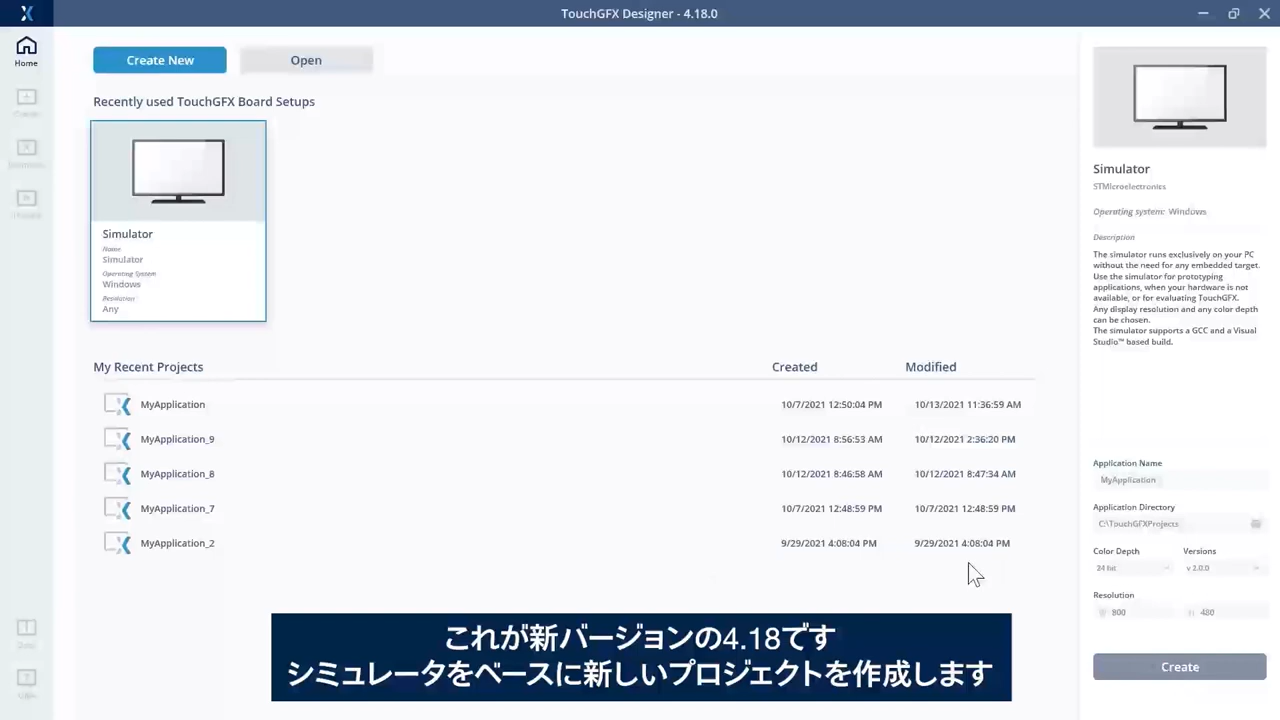 TouchGFX Designer - 4.18.0
Home
Create New
Open
Recently used TouchGFX Board Setups
Simulator
Name
Simulator
Operating System
Windows
Resolution
Any
My Recent Projects
Created
Modified
MyApplication
10/7/2021 12:50:04 PM
10/13/2021 11:36:59 AM
MyApplication_9
10/12/2021 8:56:53 AM
10/12/2021 2:36:20 PM
MyApplication_8
10/12/2021 8:46:58 AM
10/12/2021 8:47:34 AM
MyApplication_7
10/7/2021 12:48:59 PM
10/7/2021 12:48:59 PM
MyApplication_2
9/29/2021 4:08:04 PM
9/29/2021 4:08:04 PM
Simulator
STMicroelectronics
Operating system: Windows
Description
The simulator runs exclusively on your PC
without the need for any embedded target.
Use the simulator for prototyping
applications, when your hardware is not
available, or for evaluating TouchGFX.
Any display resolution and any color depth
can be chosen.
The simulator supports a GCC and a Visual
Studio™ based build.
Application Name
MyApplication
Application Directory
C:\TouchGFXProjects
Color Depth
Versions
24 bit
v 2.0.0
Resolution
W 800
H 480
Create
これが新バージョンの4.18です
シミュレータをベースに新しいプロジェクトを作成します